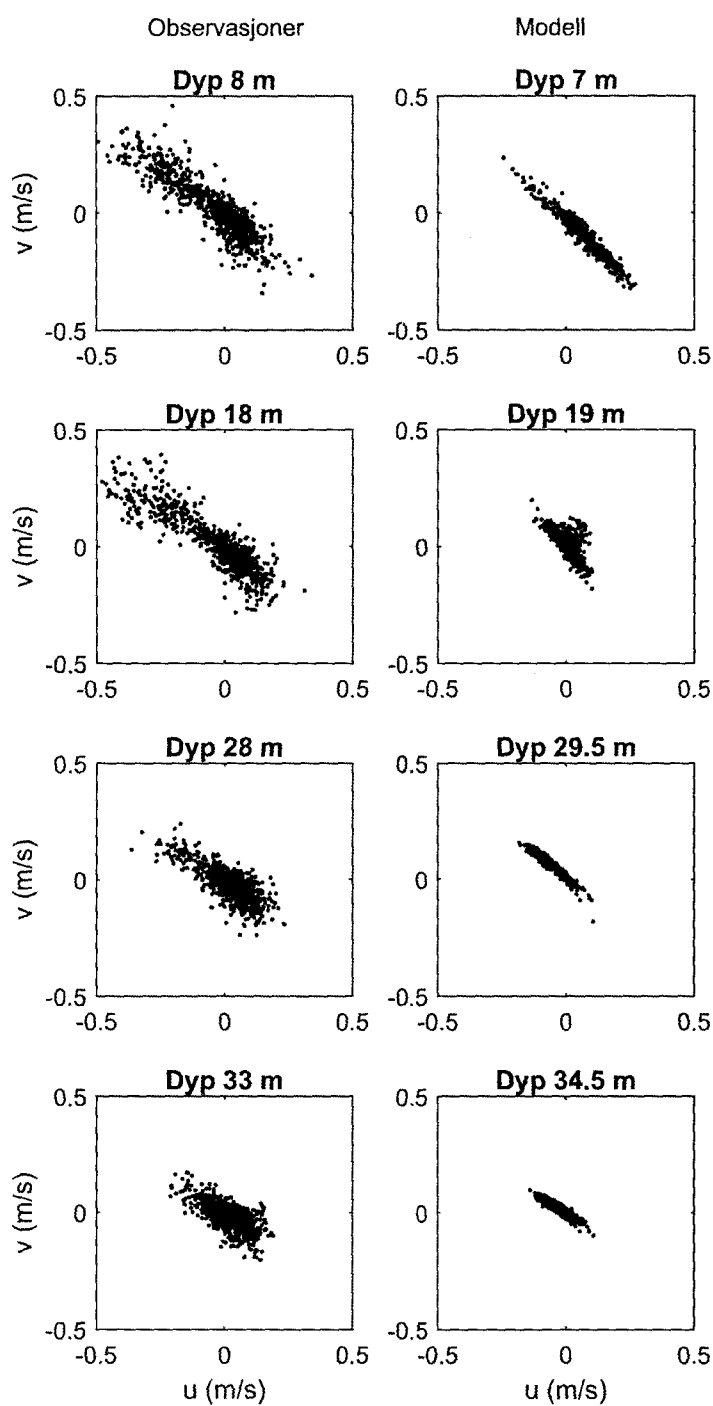 Observasjoner Modell
Dyp 8 m Dyp 7 m
0.5 0.5
v (m/s) 0 0
-0.5 -0.5
-0.5 0 0.5 -0.5 0 0.5
Dyp 18 m Dyp 19 m
0.5 0.5
v (m/s) 0 0
-0.5 -0.5
-0.5 0 0.5 -0.5 0 0.5
Dyp 28 m Dyp 29.5 m
0.5 0.5
v (m/s) 0 0
-0.5 -0.5
-0.5 0 0.5 -0.5 0 0.5
Dyp 33 m Dyp 34.5 m
0.5 0.5
v (m/s) 0 0
-0.5 -0.5
-0.5 0 0.5 -0.5 0 0.5
u (m/s) u (m/s)